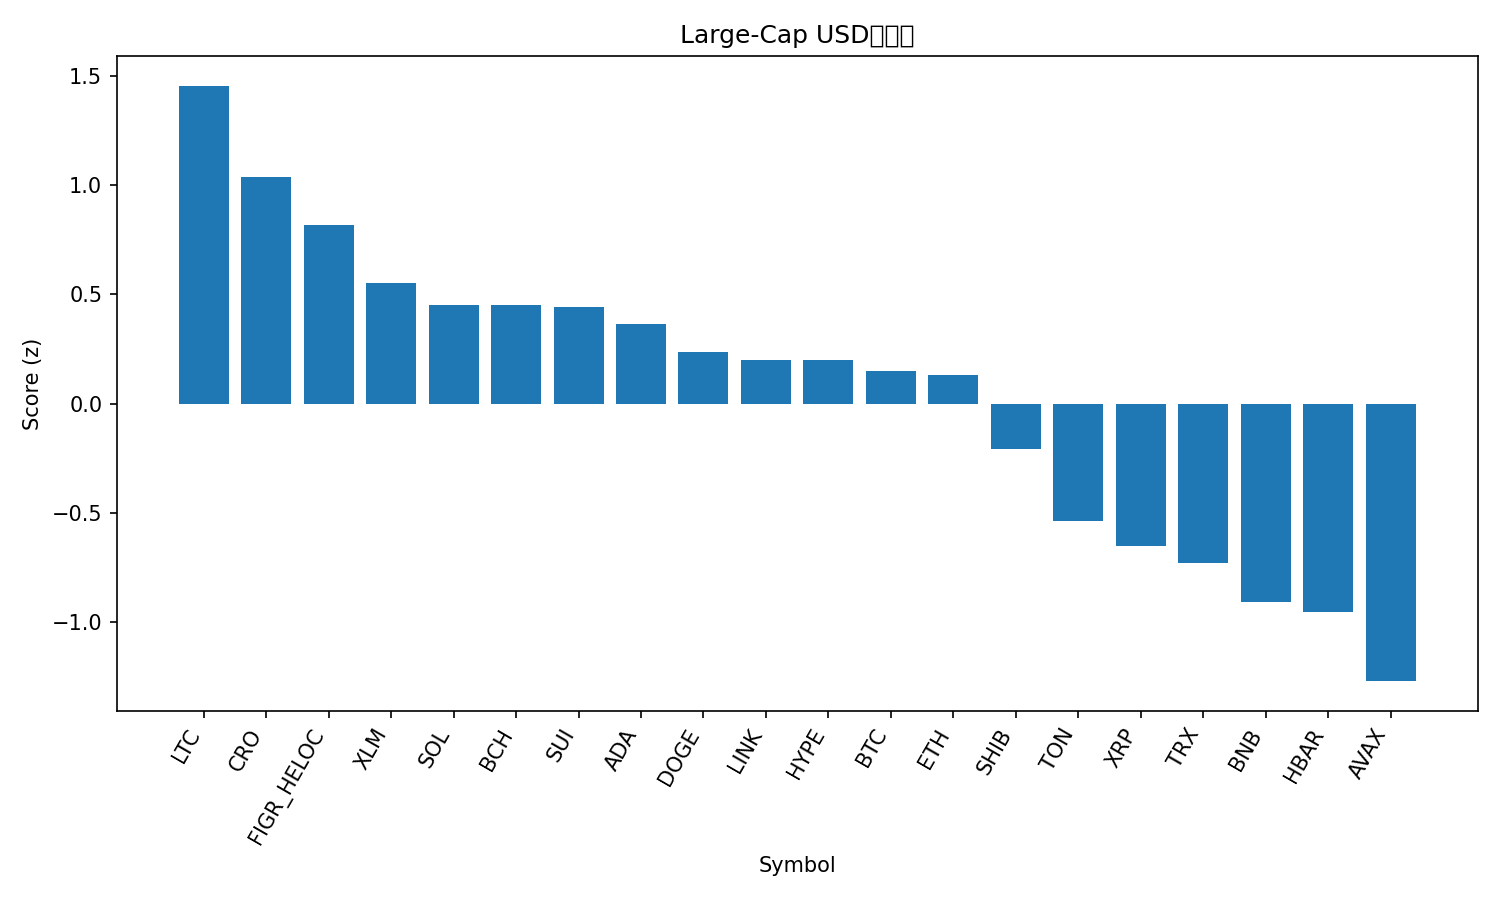 Large-Cap USD
1.5
1.0
0.5
0.0
−0.5
−1.0
Score (z)
LTC
CRO
FIGR_HELOC
XLM
SOL
BCH
SUI
ADA
DOGE
LINK
HYPE
BTC
ETH
SHIB
TON
XRP
TRX
BNB
HBAR
AVAX
Symbol